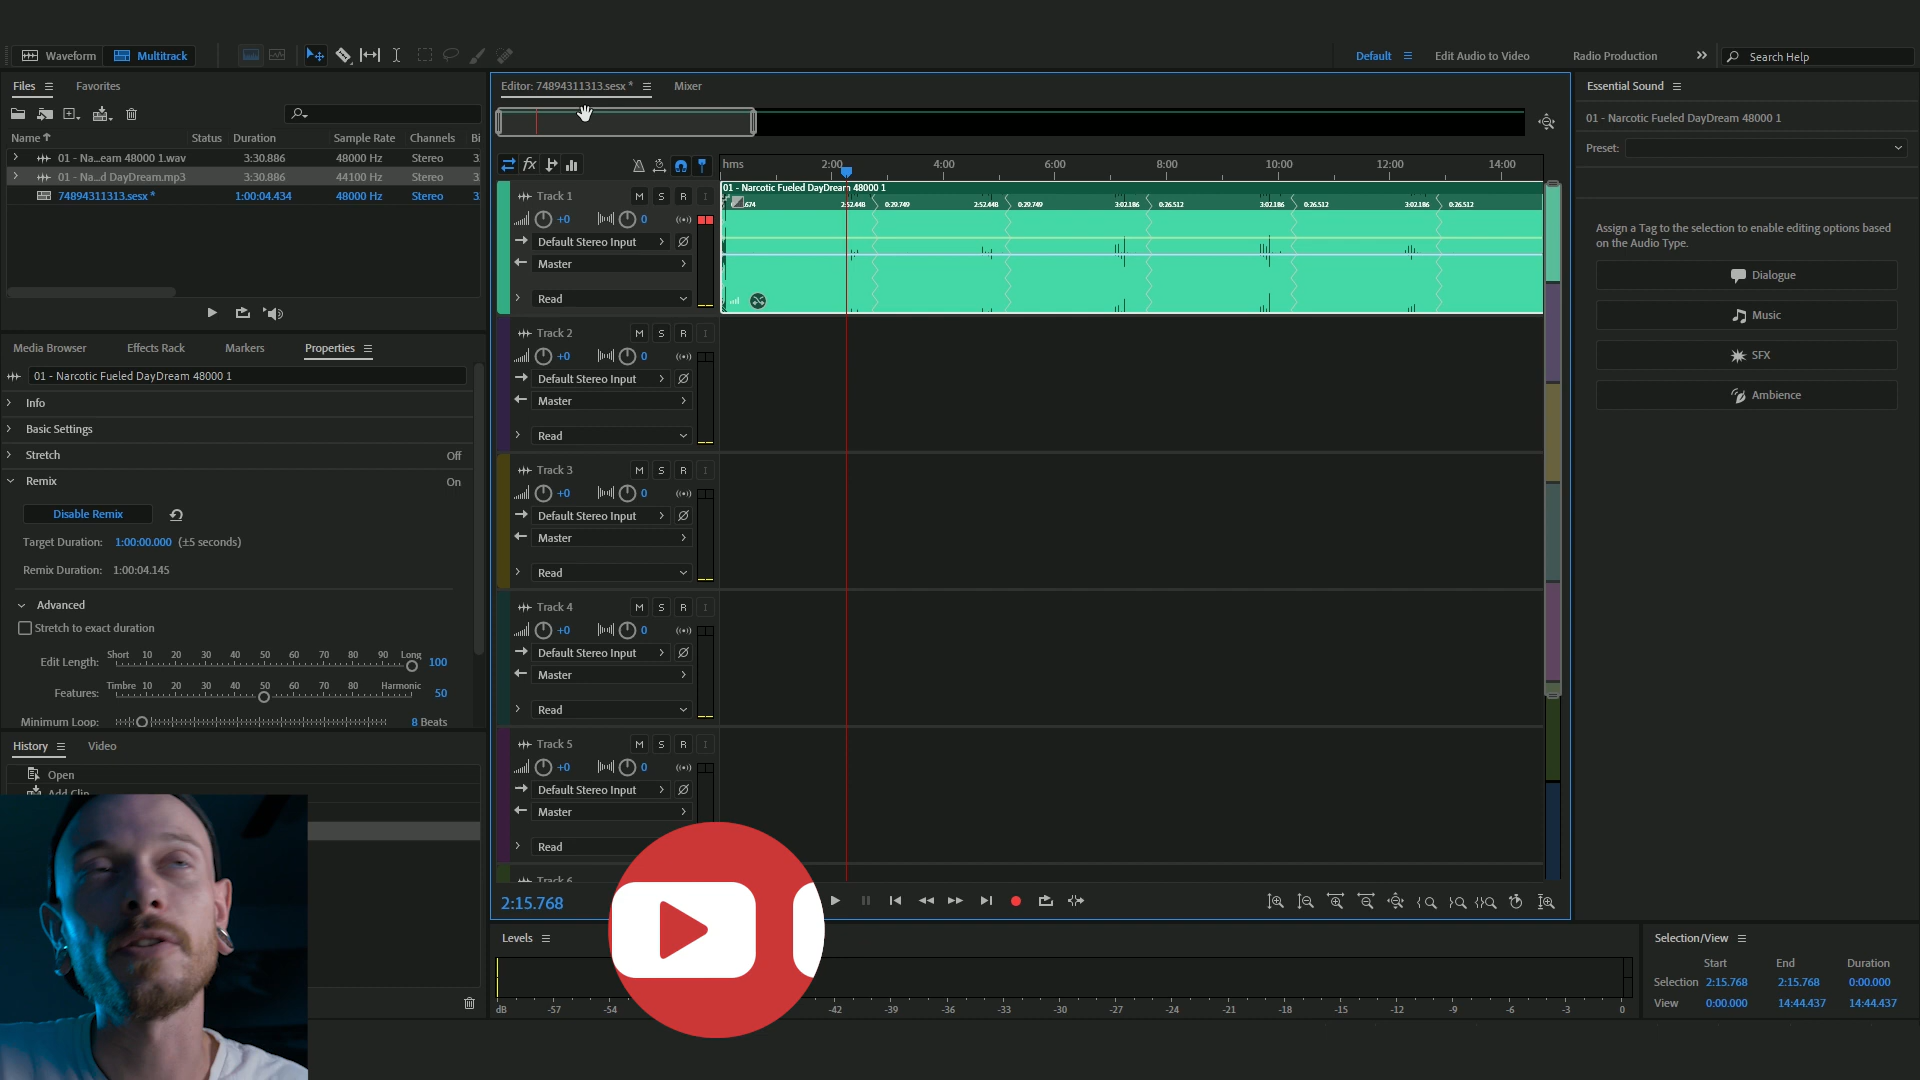 Waveform
Multitrack
Default
Edit Audio to Video
Radio Production
Search Help
Files
Favorites
Name
Status
Duration
Sample Rate
Channels
Bi
01 - Na...eam 48000 1.wav
3:30.886
48000 Hz
Stereo
3
01 - Na...d DayDream.mp3
3:30.886
44100 Hz
Stereo
3
74894311313.sesx *
1:00:04.434
48000 Hz
Stereo
3
Media Browser
Effects Rack
Markers
Properties
01 - Narcotic Fueled DayDream 48000 1
Info
Basic Settings
Stretch
Off
Remix
On
Disable Remix
Target Duration: 1:00:00.000 (±5 seconds)
Remix Duration: 1:00:04.145
Advanced
Stretch to exact duration
Short 10 20 30 40 50 60 70 80 90 Long
Edit Length: 100
Timbre 10 20 30 40 50 60 70 80 Harmonic
Features: 50
Minimum Loop: 8 Beats
History
Video
Open
Add Clip
Editor: 74894311313.sesx *
Mixer
fx
hms 2:00 4:00 6:00 8:00 10:00 12:00 14:00
01 - Narcotic Fueled DayDream 48000 1
.674 2:52.448 0:29.749 2:52.448 0:29.749 3:02.186 0:26.512 3:02.186 0:26.512 3:02.186 0:26.512
Track 1 M S R I
+0 0
Default Stereo Input
Master
Read
Track 2 M S R I
+0 0
Default Stereo Input
Master
Read
Track 3 M S R I
+0 0
Default Stereo Input
Master
Read
Track 4 M S R I
+0 0
Default Stereo Input
Master
Read
Track 5 M S R I
+0 0
Default Stereo Input
Master
Read
Track 6
2:15.768
Levels
dB -57 -54 -42 -39 -36 -33 -30 -27 -24 -21 -18 -15 -12 -9 -6 -3 0
Essential Sound
01 - Narcotic Fueled DayDream 48000 1
Preset:
Assign a Tag to the selection to enable editing options based
on the Audio Type.
Dialogue
Music
SFX
Ambience
Selection/View
Start End Duration
Selection 2:15.768 2:15.768 0:00.000
View 0:00.000 14:44.437 14:44.437